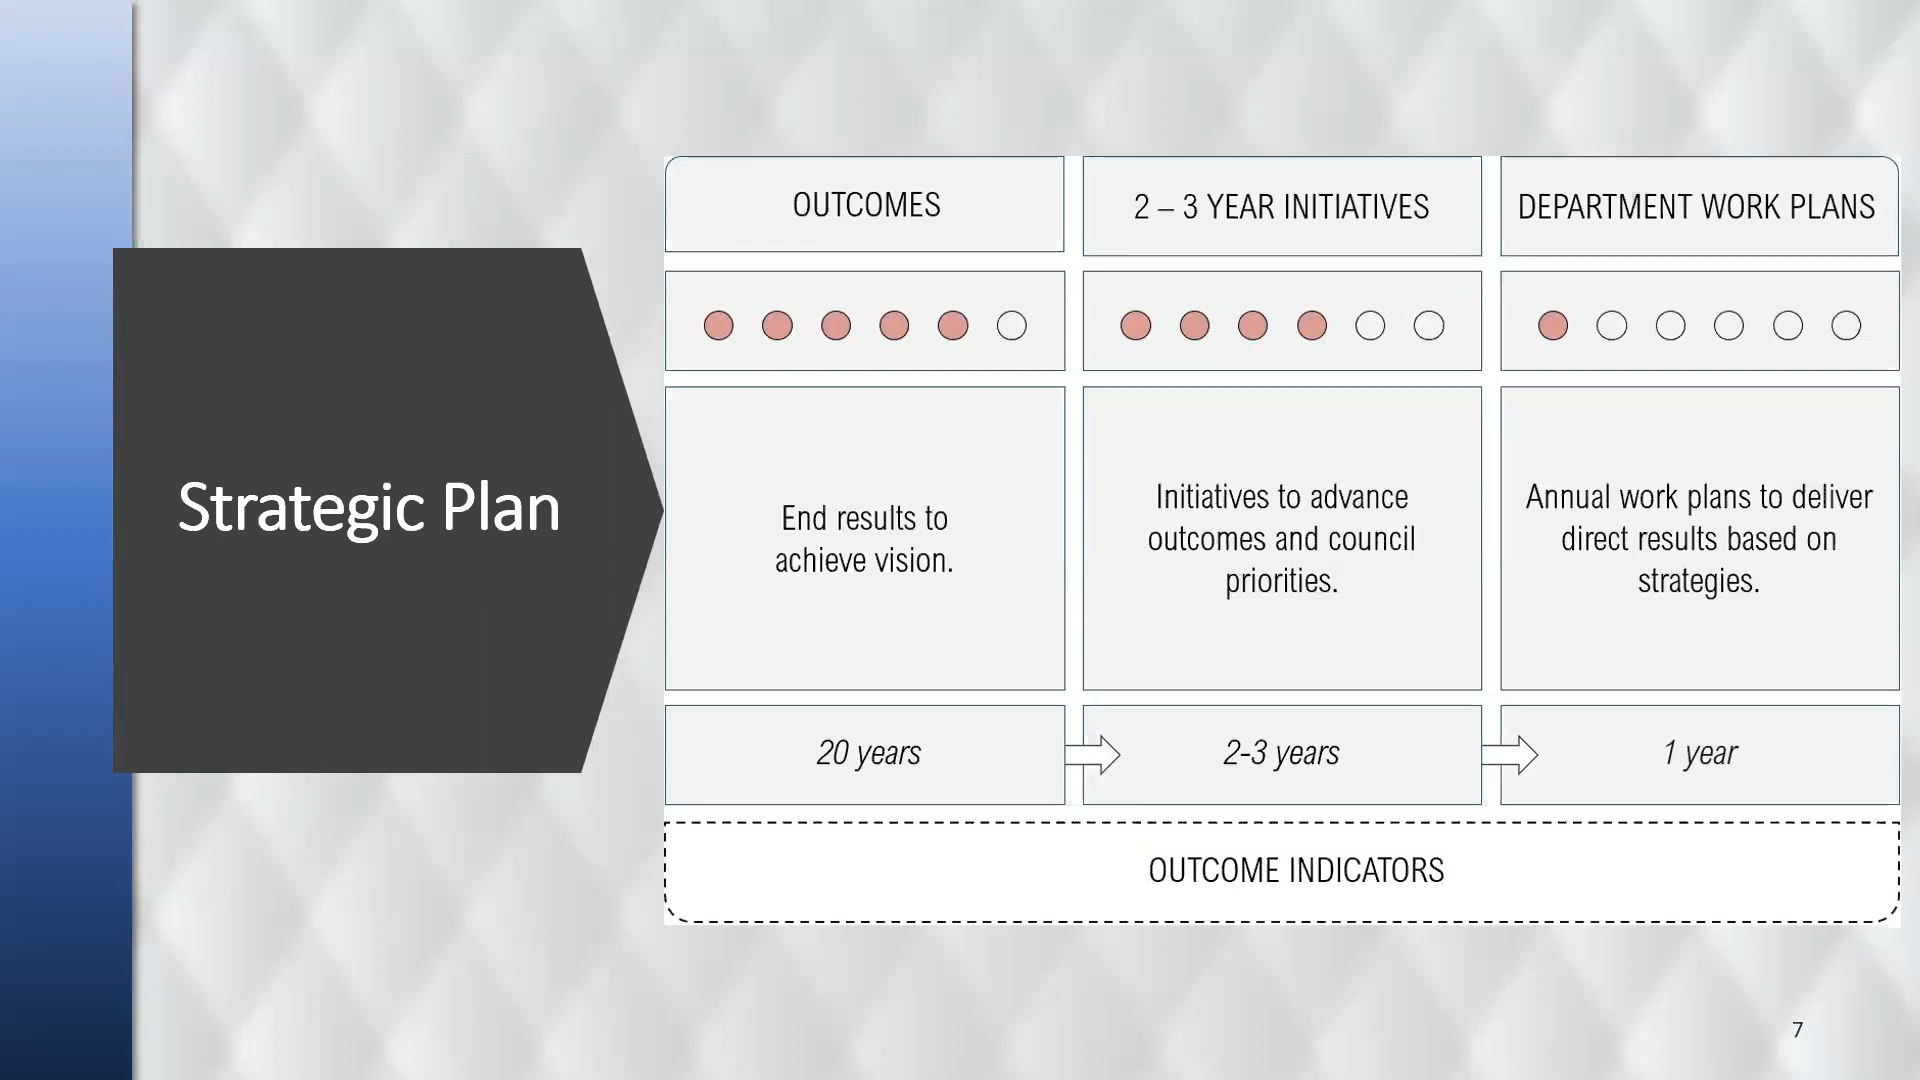 Strategic Plan
OUTCOMES
2 – 3 YEAR INITIATIVES
DEPARTMENT WORK PLANS
End results to
achieve vision.
Initiatives to advance
outcomes and council
priorities.
Annual work plans to deliver
direct results based on
strategies.
20 years
2-3 years
1 year
OUTCOME INDICATORS
7